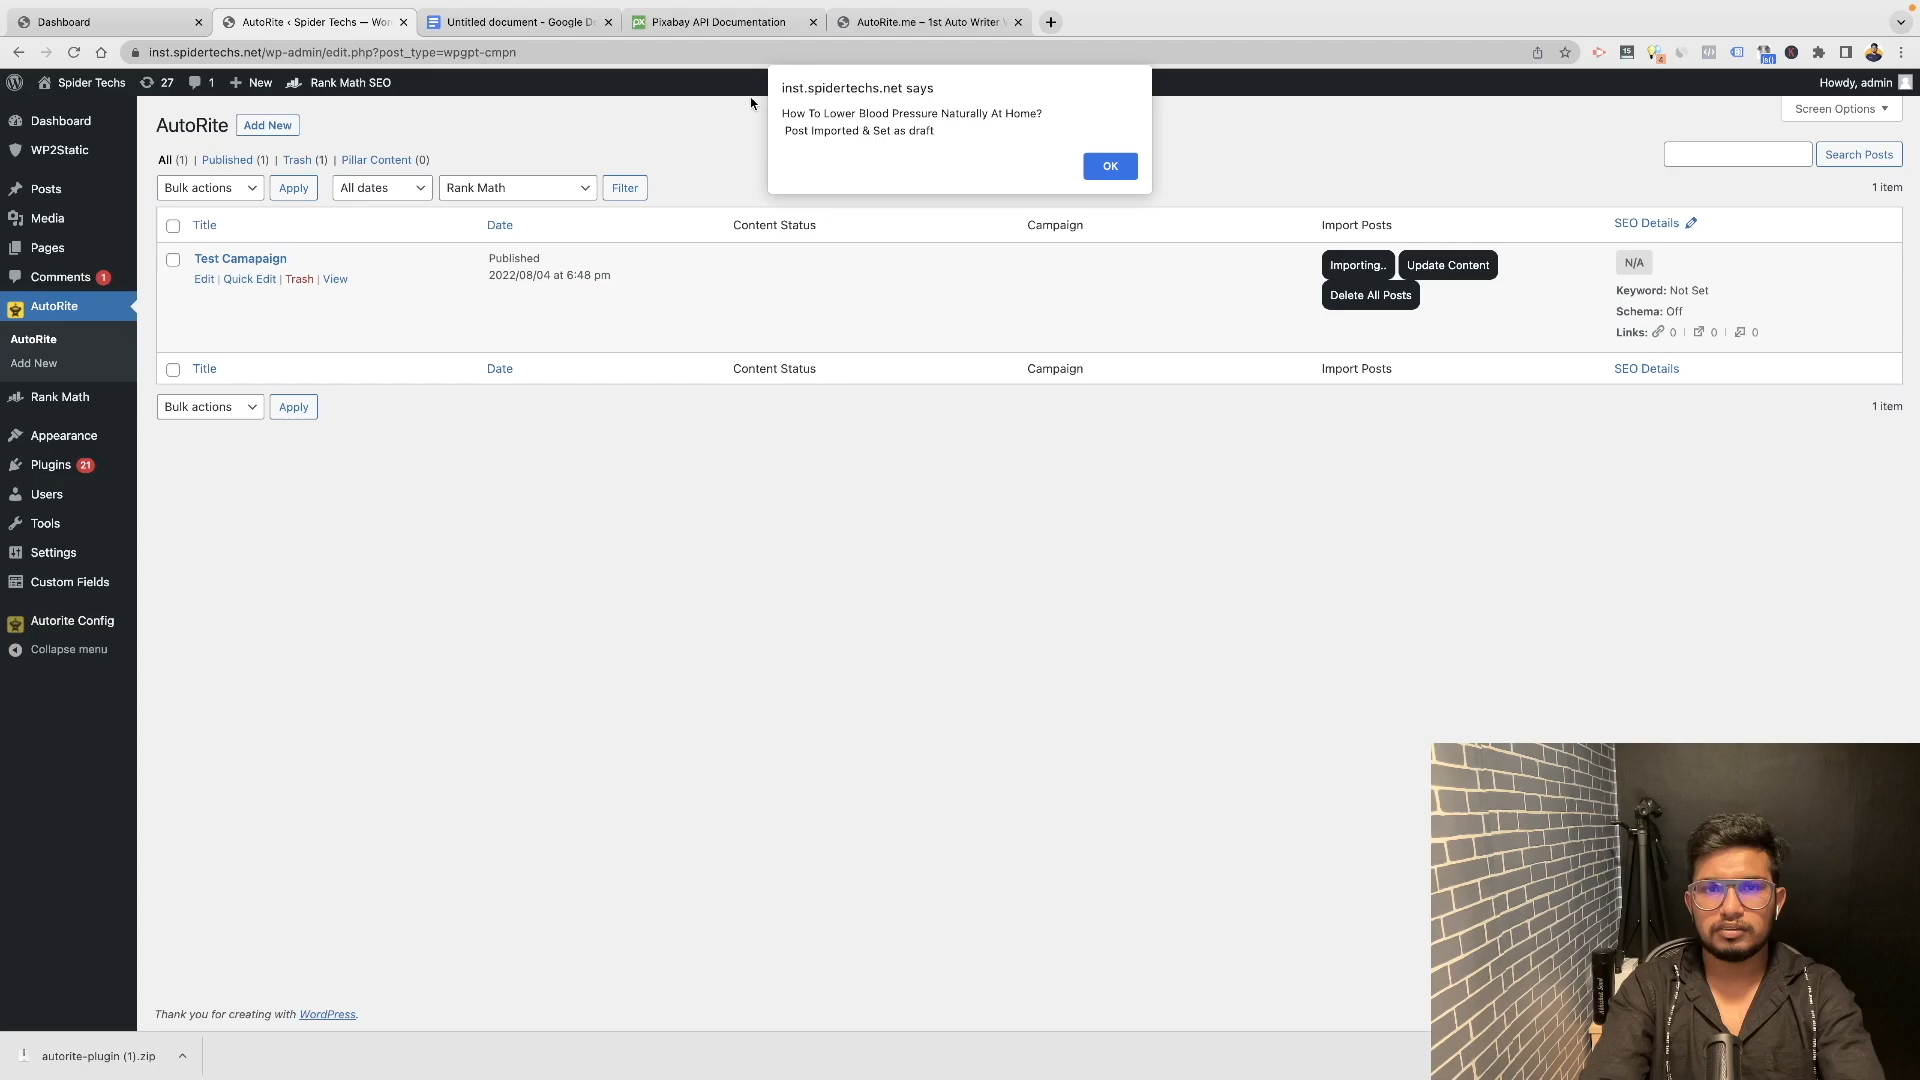 Dashboard
AutoRite ‹ Spider Techs — Wor
Untitled document - Google Do
Pixabay API Documentation
AutoRite.me – 1st Auto Writer
inst.spidertechs.net/wp-admin/edit.php?post_type=wpgpt-cmpn
Spider Techs
27
1
New
Rank Math SEO
Howdy, admin
inst.spidertechs.net says
How To Lower Blood Pressure Naturally At Home?
Post Imported & Set as draft
OK
Screen Options
Dashboard
WP2Static
Posts
Media
Pages
Comments 1
AutoRite
AutoRite
Add New
Rank Math
Appearance
Plugins 21
Users
Tools
Settings
Custom Fields
Autorite Config
Collapse menu
AutoRite
Add New
All (1) | Published (1) | Trash (1) | Pillar Content (0)
Search Posts
Bulk actions
Apply
All dates
Rank Math
Filter
1 item
Title
Date
Content Status
Campaign
Import Posts
SEO Details
Test Camapaign
Edit | Quick Edit | Trash | View
Published
2022/08/04 at 6:48 pm
Importing..
Update Content
Delete All Posts
N/A
Keyword: Not Set
Schema: Off
Links: 0 | 0 | 0
Title
Date
Content Status
Campaign
Import Posts
SEO Details
Bulk actions
Apply
1 item
Thank you for creating with WordPress.
autorite-plugin (1).zip